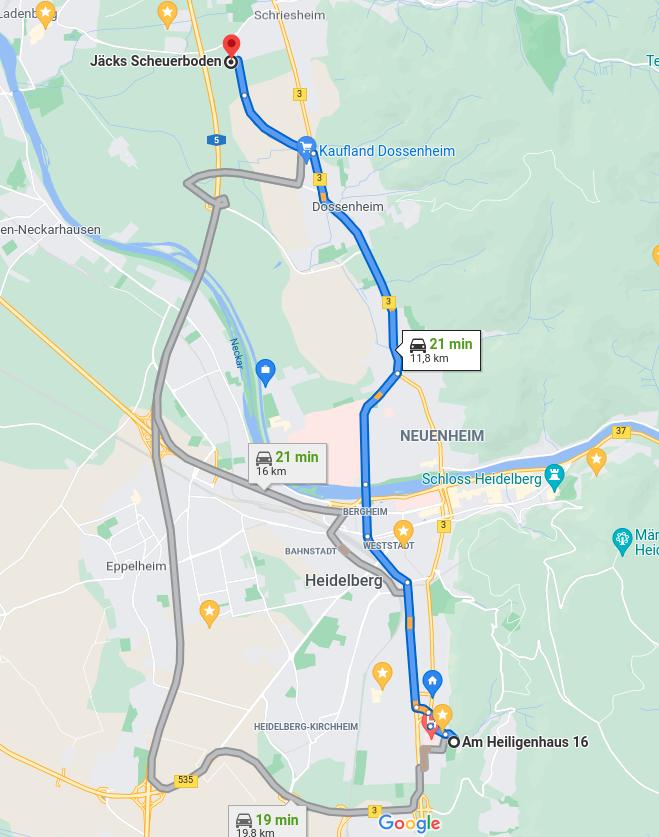 Ladenburg
Schriesheim
Jäcks Scheuerboden
3
5
Kaufland Dossenheim
3
Dossenheim
en-Neckarhausen
3
21 min
11,8 km
Neckar
NEUENHEIM
37
21 min
16 km
Schloss Heidelberg
BERGHEIM
3
WESTSTADT
BAHNSTADT
Eppelheim
Heidelberg
HEIDELBERG-KIRCHHEIM
Am Heiligenhaus 16
535
3
19 min
19,8 km
Google